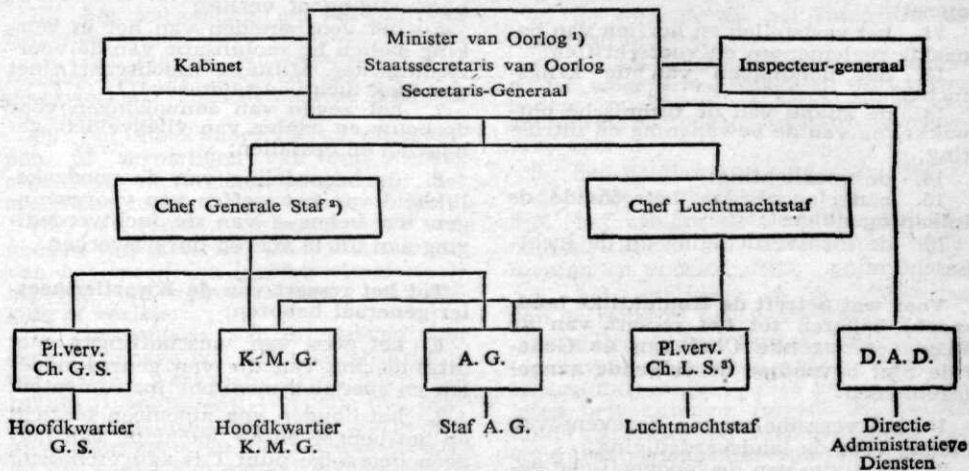 Kabinet
Minister van Oorlog ¹)
Staatssecretaris van Oorlog
Secretaris-Generaal
Inspecteur-generaal
Chef Generale Staf ²)
Chef Luchtmachtstaf
Pl.verv.
Ch. G. S.
K. M. G.
A. G.
Pl. verv.
Ch. L. S.³)
D. A. D.
Hoofdkwartier
G. S.
Hoofdkwartier
K. M. G.
Staf A. G.
Luchtmachtstaf
Directie
Administratieve
Diensten